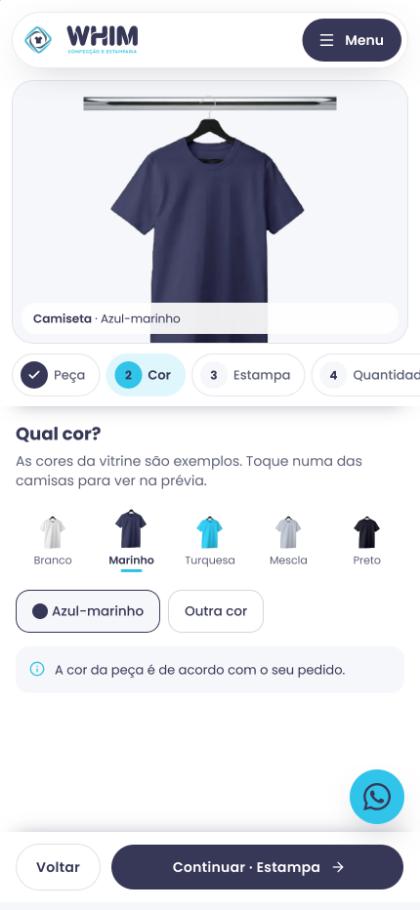 WHIM
CONFECÇÃO E ESTAMPARIA
Menu
Camiseta · Azul-marinho
Peça
2 Cor
3 Estampa
4 Quantidad
Qual cor?
As cores da vitrine são exemplos. Toque numa das
camisas para ver na prévia.
Branco
Marinho
Turquesa
Mescla
Preto
Azul-marinho
Outra cor
A cor da peça é de acordo com o seu pedido.
Voltar
Continuar · Estampa →